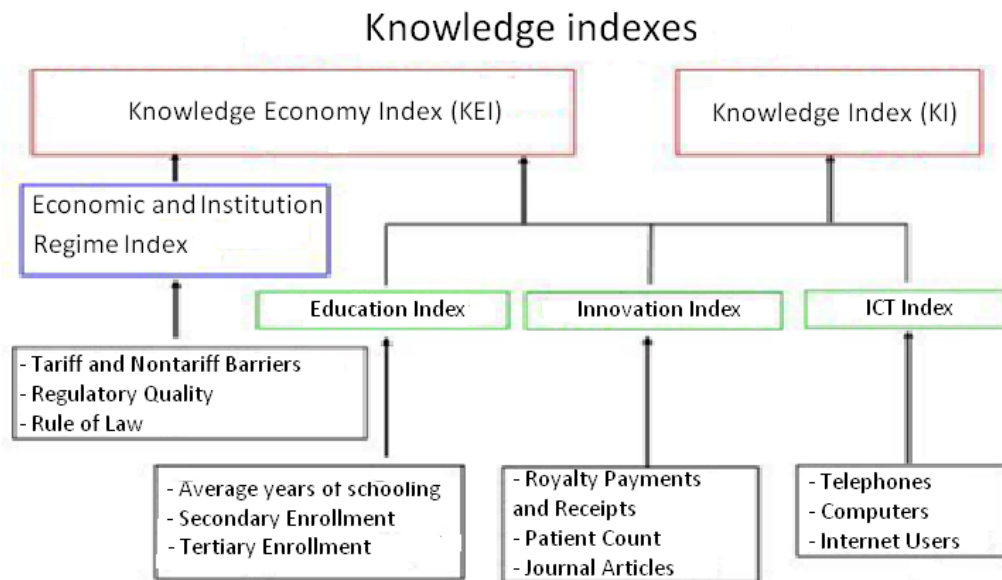 Knowledge indexes
Knowledge Economy Index (KEI)
Knowledge Index (KI)
Economic and Institution
Regime Index
Education Index
Innovation Index
ICT Index
- Tariff and Nontariff Barriers
- Regulatory Quality
- Rule of Law
- Average years of schooling
- Secondary Enrollment
- Tertiary Enrollment
- Royalty Payments
and Receipts
- Patient Count
- Journal Articles
- Telephones
- Computers
- Internet Users